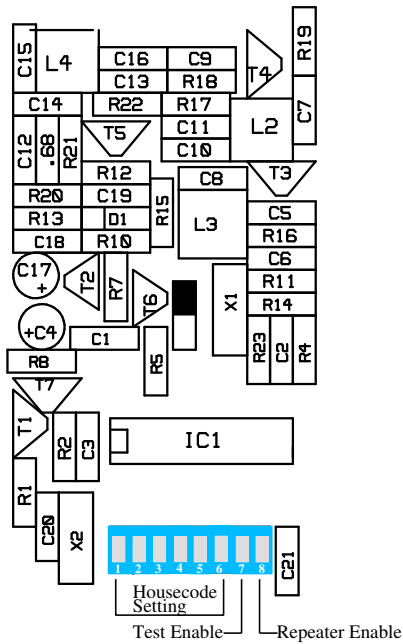 C15
L4
C16
C9
T4
R19
C13
R18
C14
R22
R17
C7
C12
.68
R21
T5
C11
L2
C10
R12
C8
T3
R20
C19
R15
R13
D1
L3
C5
C18
R10
R16
C6
C17
+
T2
R7
T6
X1
R11
R14
+C4
C1
R5
R23
C2
R4
R8
T7
T1
R2
C3
IC1
R1
C20
X2
C21
1 2 3 4 5 6 7 8
Housecode
Setting
Test Enable
Repeater Enable